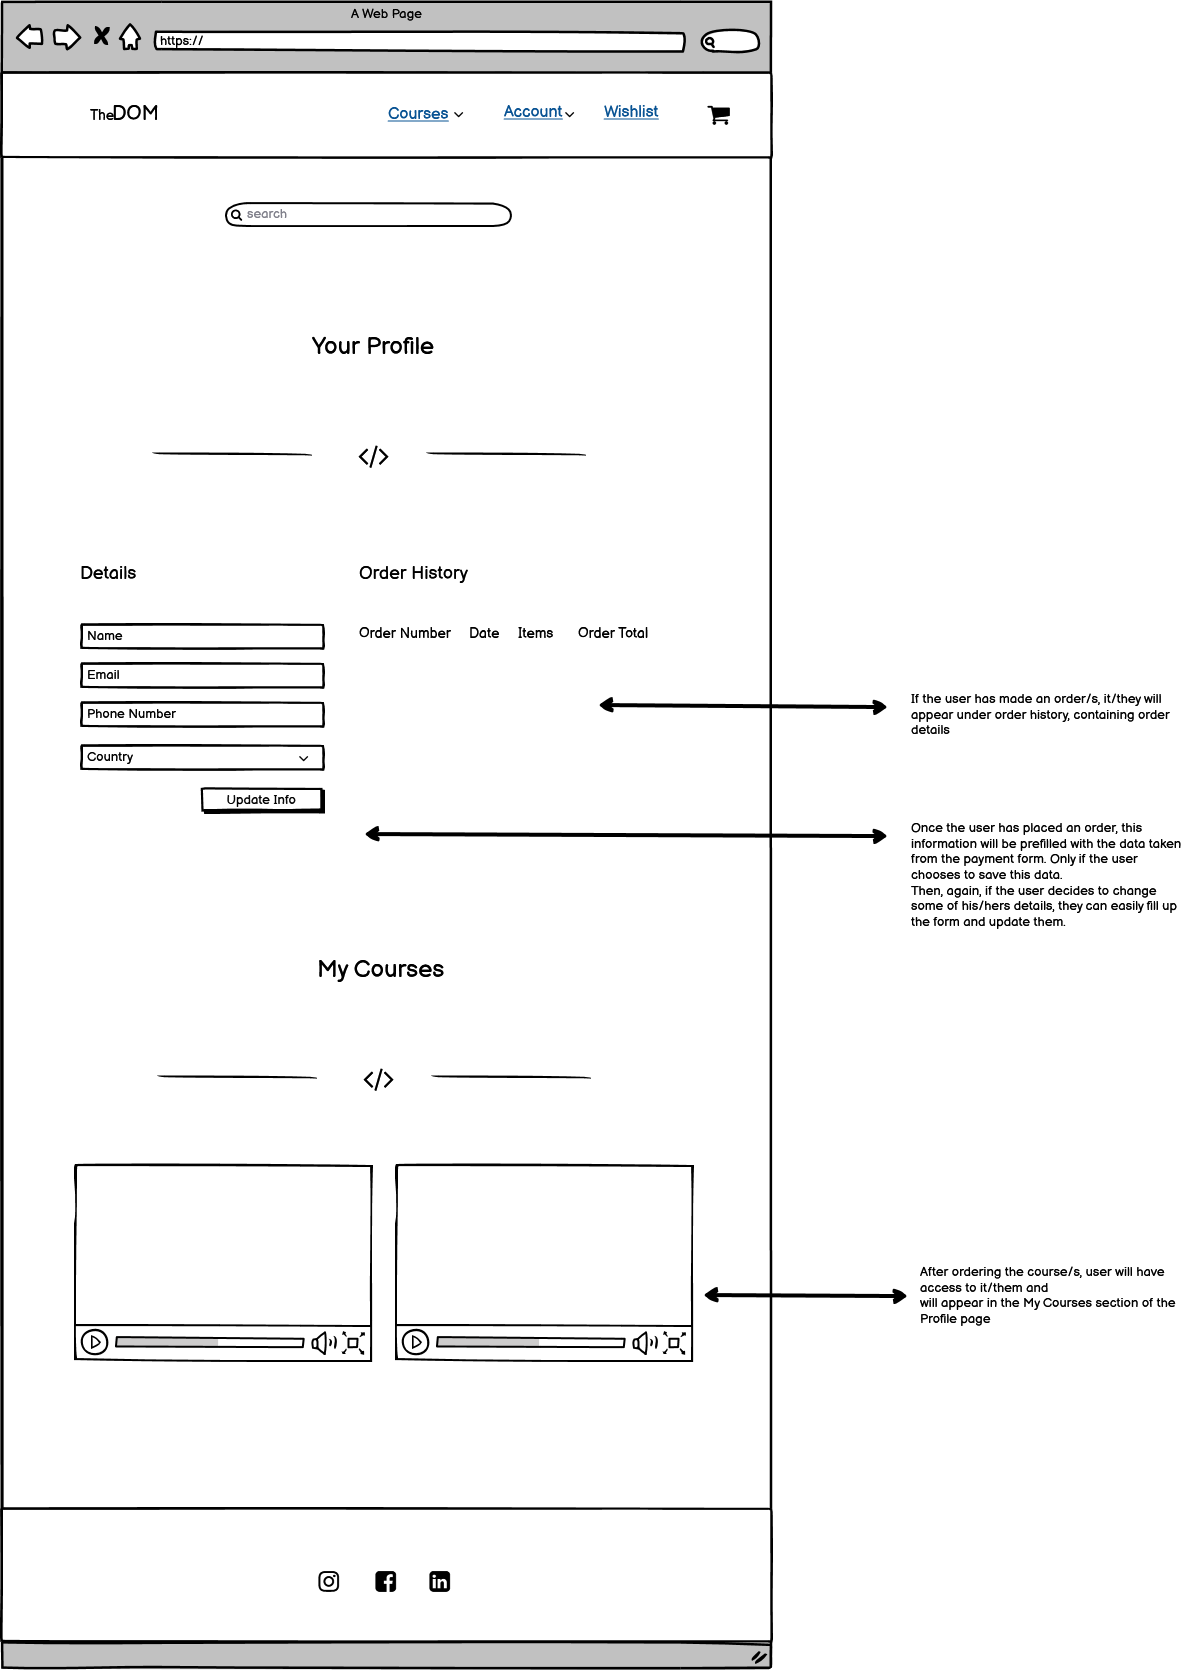 A Web Page
https://
TheDOM
Courses Account Wishlist
search
Your Profile
</>
Details
Order History
Name
Email
Phone Number
Country
Update Info
Order Number Date Items Order Total
If the user has made an order/s, it/they will
appear under order history, containing order
details
Once the user has placed an order, this
information will be prefilled with the data taken
from the payment form. Only if the user
chooses to save this data.
Then, again, if the user decides to change
some of his/hers details, they can easily fill up
the form and update them.
My Courses
</>
After ordering the course/s, user will have
access to it/them and
will appear in the My Courses section of the
Profile page